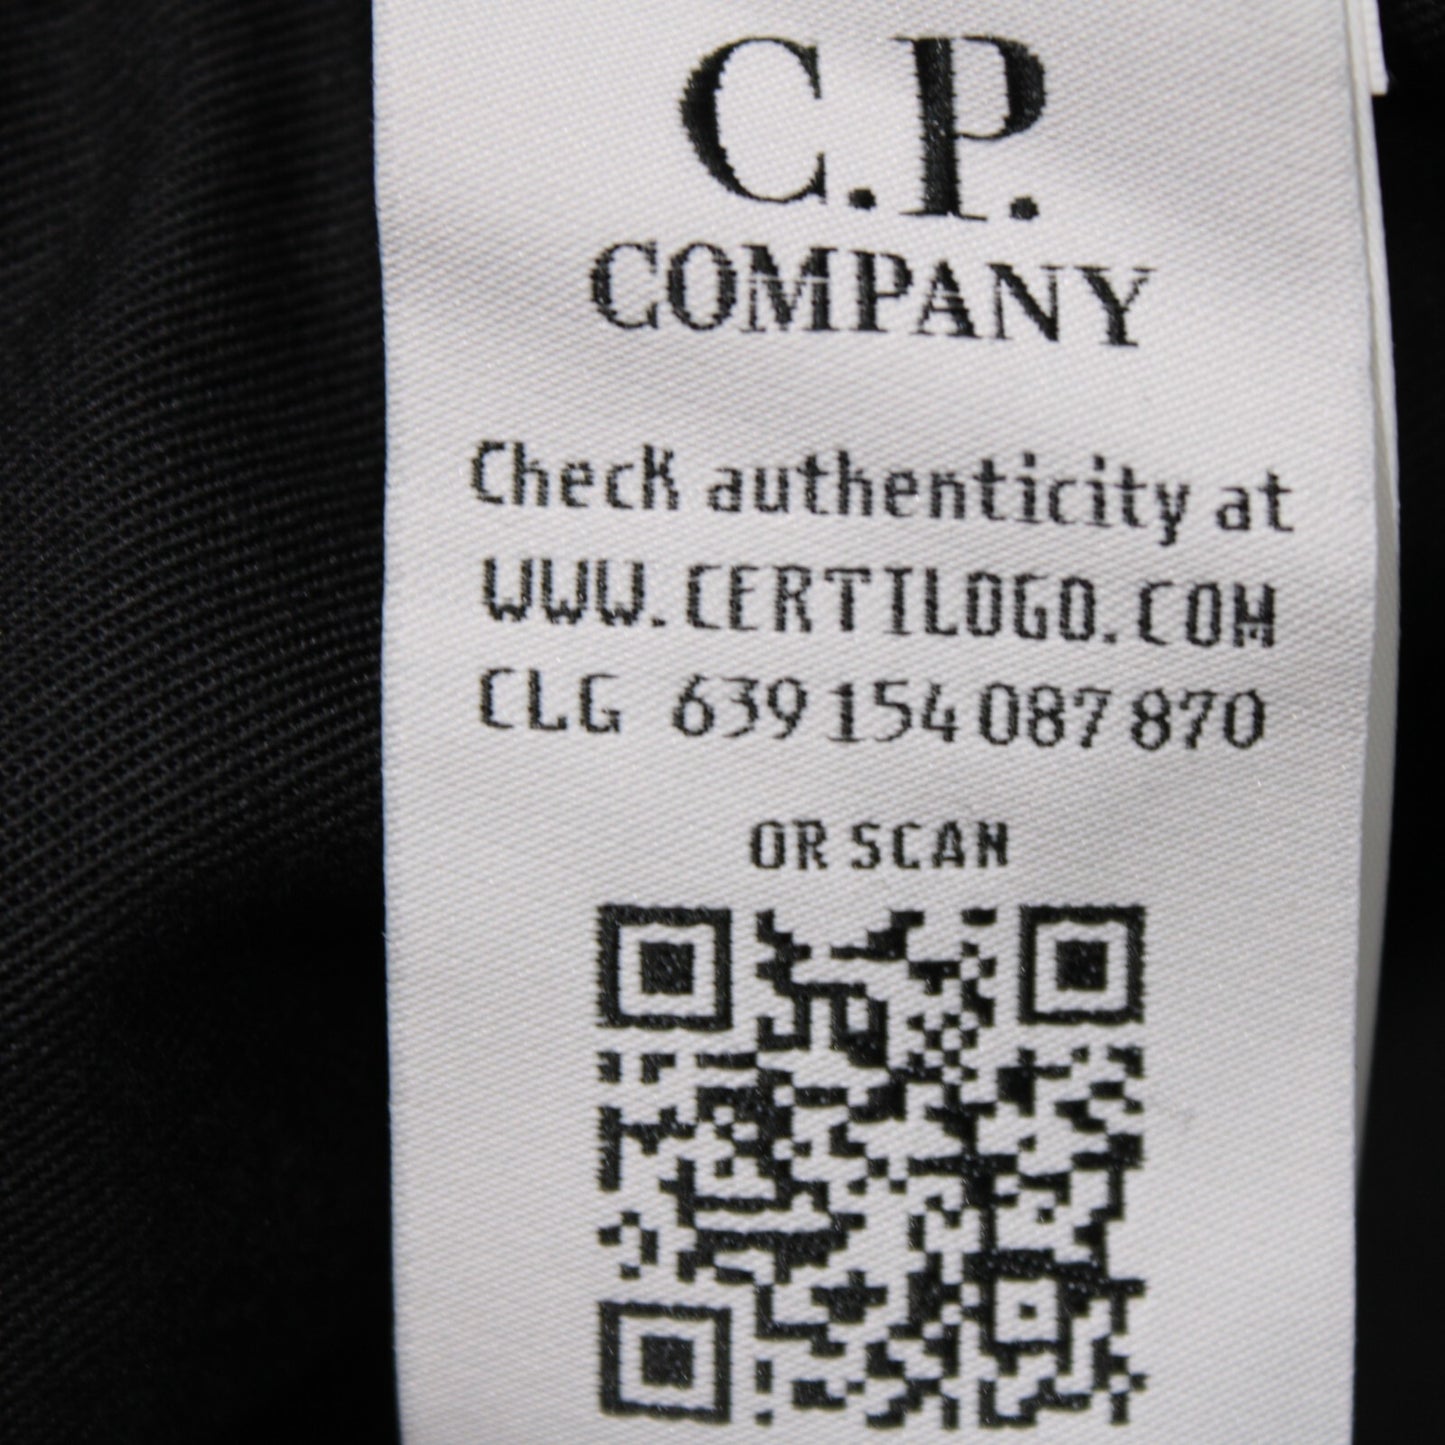 C.P.
COMPANY
Check authenticity at
WWW.CERTILOGO.COM
CLG 639 154 087 870
OR SCAN